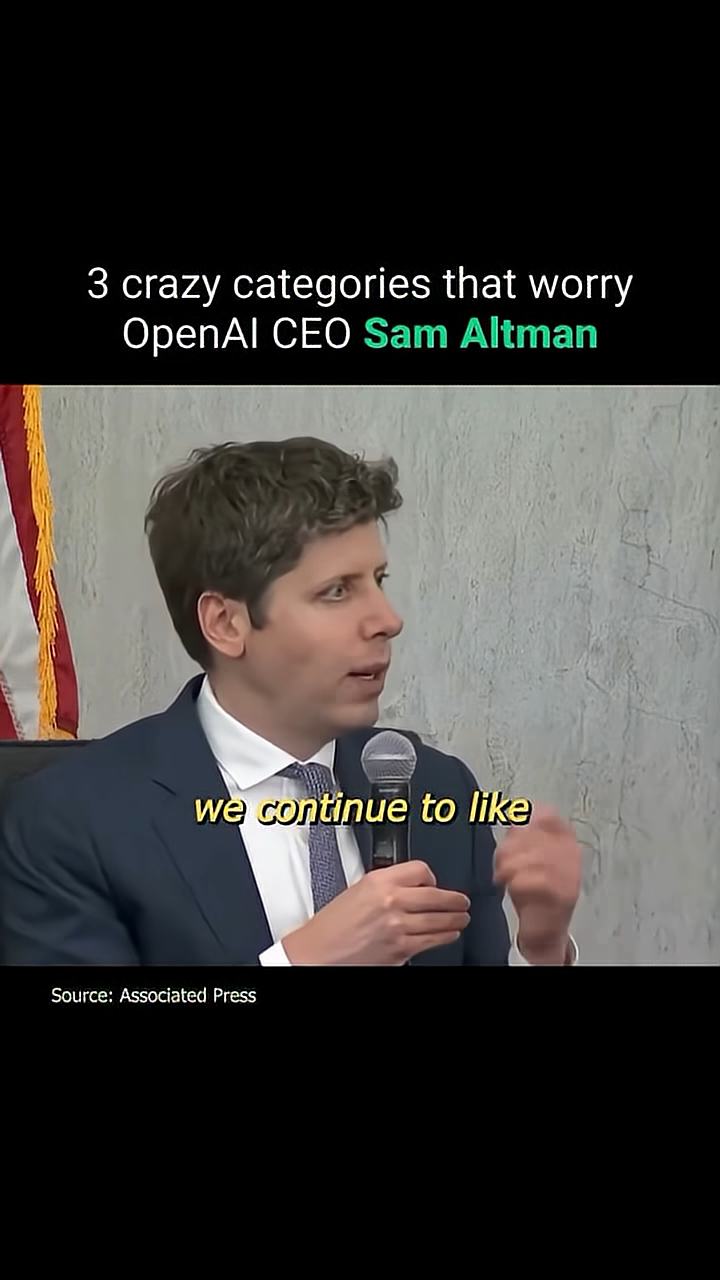 3 crazy categories that worry
OpenAI CEO Sam Altman
we continue to like
Source: Associated Press